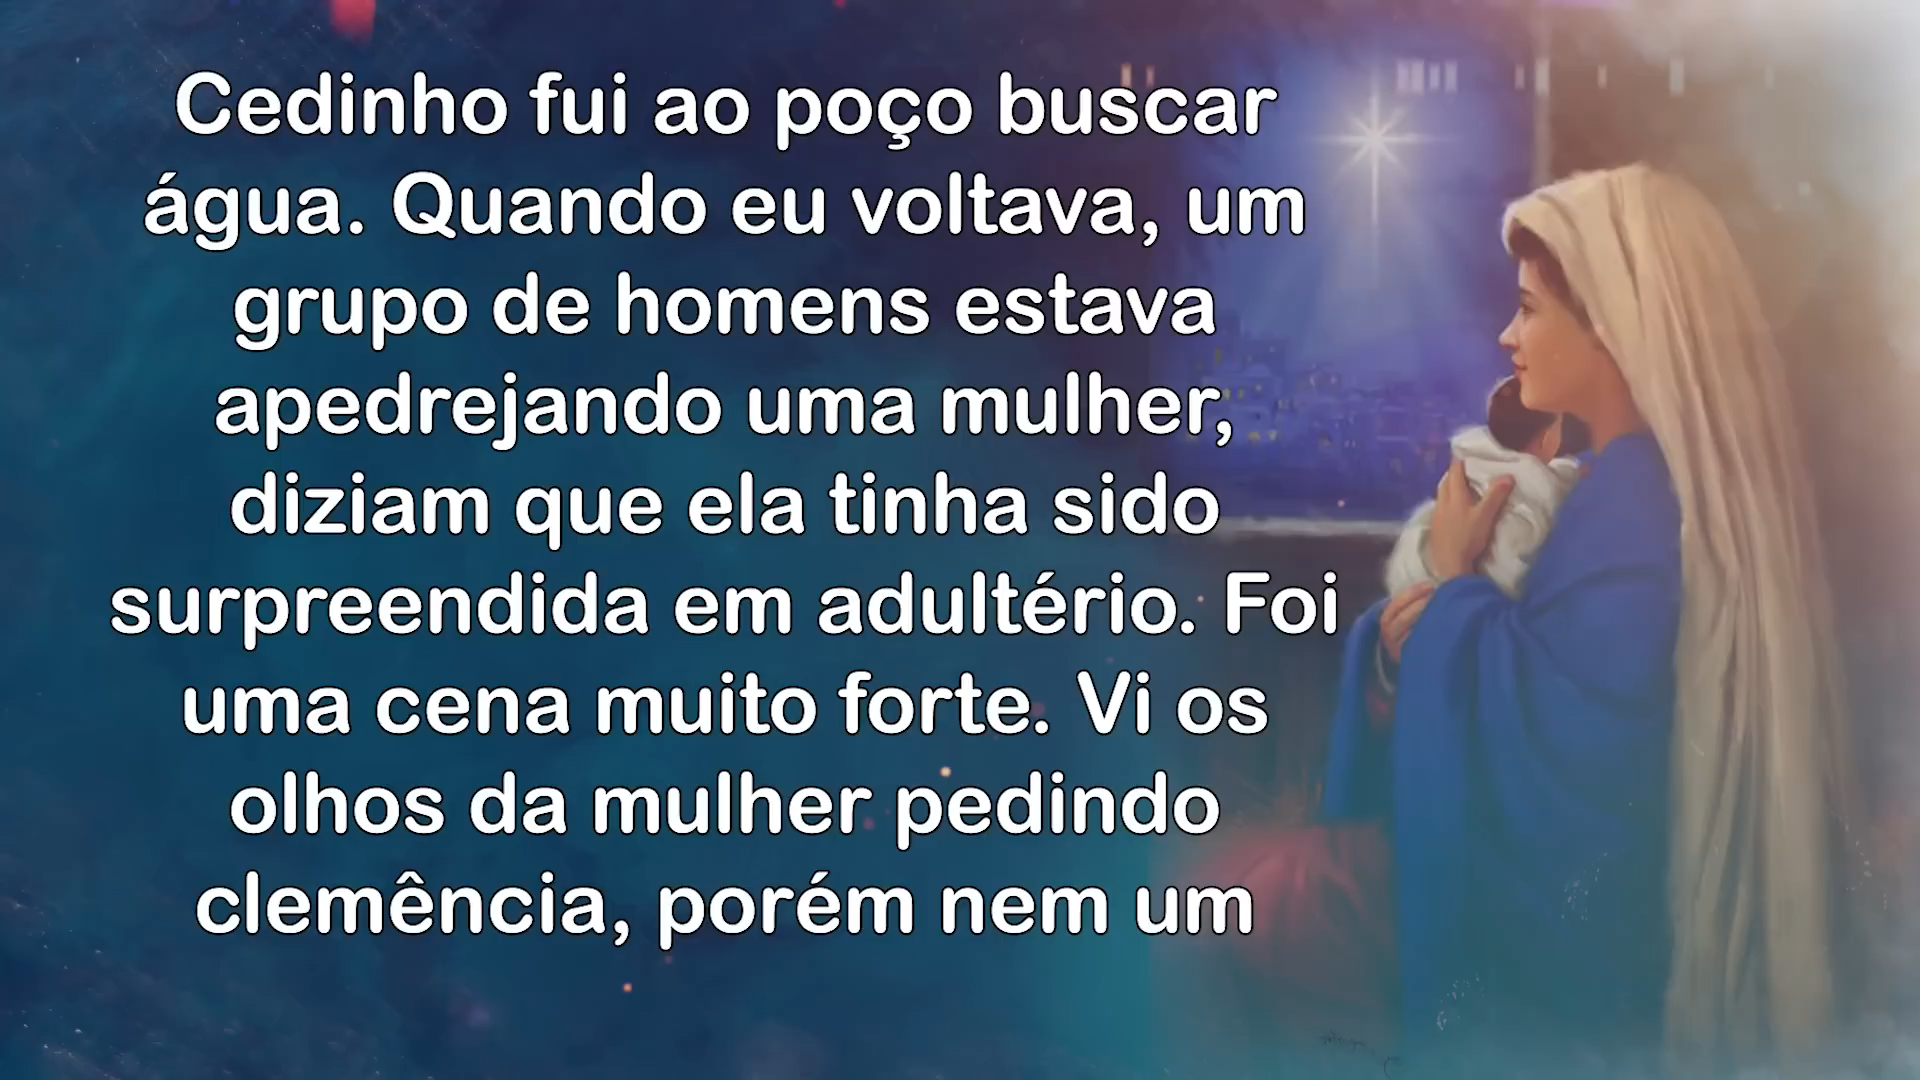 Cedinho fui ao poço buscar
água. Quando eu voltava, um
grupo de homens estava
apedrejando uma mulher,
diziam que ela tinha sido
surpreendida em adultério. Foi
uma cena muito forte. Vi os
olhos da mulher pedindo
clemência, porém nem um